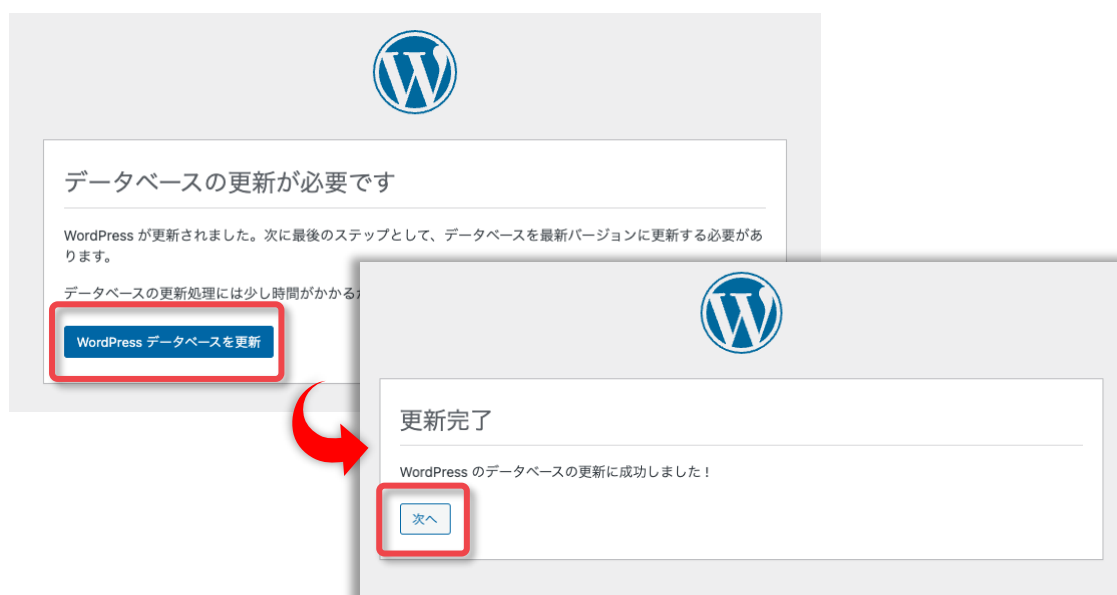 データベースの更新が必要です
WordPress が更新されました。次に最後のステップとして、データベースを最新バージョンに更新する必要があ
ります。
データベースの更新処理には少し時間がかかる
WordPress データベースを更新
更新完了
WordPress のデータベースの更新に成功しました !
次へ